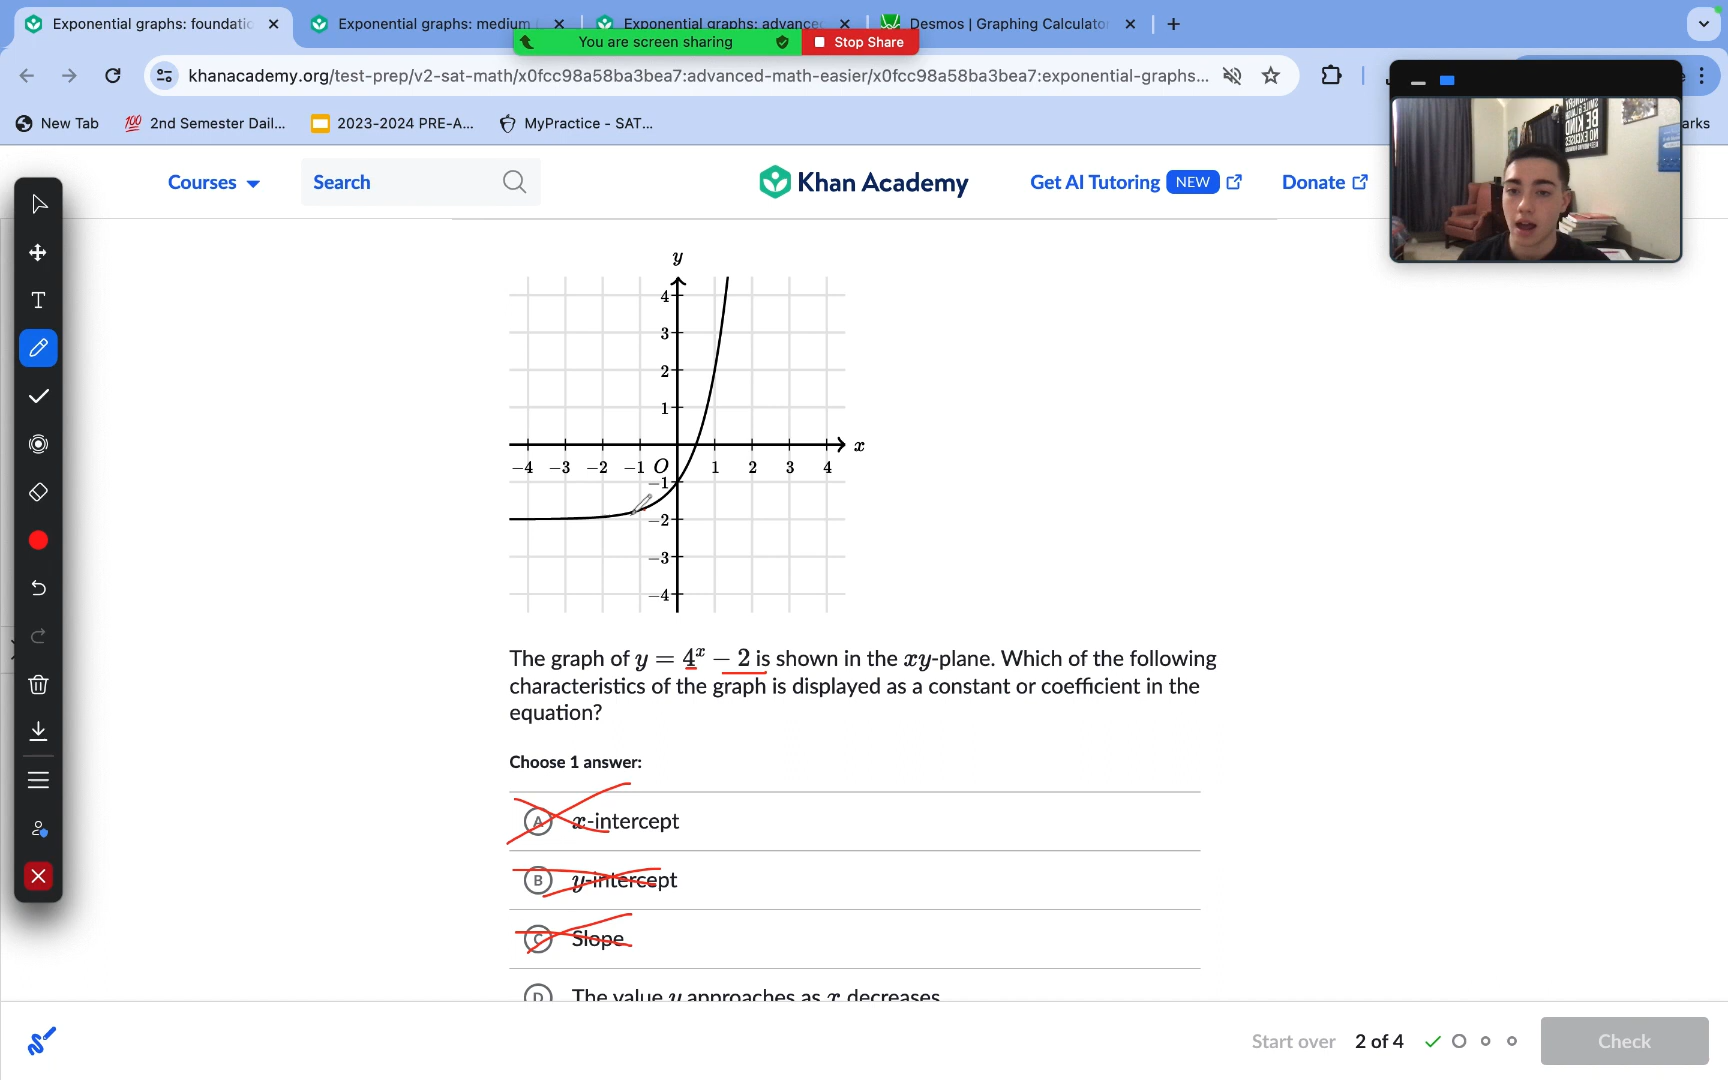 Exponential graphs: foundatic
Exponential graphs: medium
Exponential graphs: advance
Desmos | Graphing Calculator
You are screen sharing
Stop Share
khanacademy.org/test-prep/v2-sat-math/x0fcc98a58ba3bea7:advanced-math-easier/x0fcc98a58ba3bea7:exponential-graphs...
New Tab
2nd Semester Dail...
2023-2024 PRE-A...
MyPractice - SAT...
arks
Courses
Search
Khan Academy
Get AI Tutoring NEW
Donate
y
4
3
2
1
x
−4 −3 −2 −1 O 1 2 3 4
−1
−2
−3
−4
The graph of y = 4^x − 2 is shown in the xy-plane. Which of the following
characteristics of the graph is displayed as a constant or coefficient in the
equation?
Choose 1 answer:
A x-intercept
B y-intercept
C Slope
D The value y approaches as x decreases
Start over 2 of 4
Check